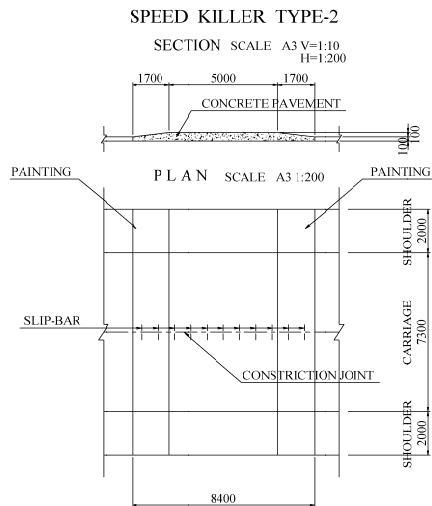 SPEED KILLER TYPE-2
SECTION SCALE A3 V=1:10
H=1:200
1700 5000 1700
CONCRETE PAVEMENT
100 100
PAINTING PLAN SCALE A3 1:200 PAINTING
SHOULDER
2000
SLIP-BAR
CARRIAGE
7300
CONSTRICTION JOINT
SHOULDER
2000
8400